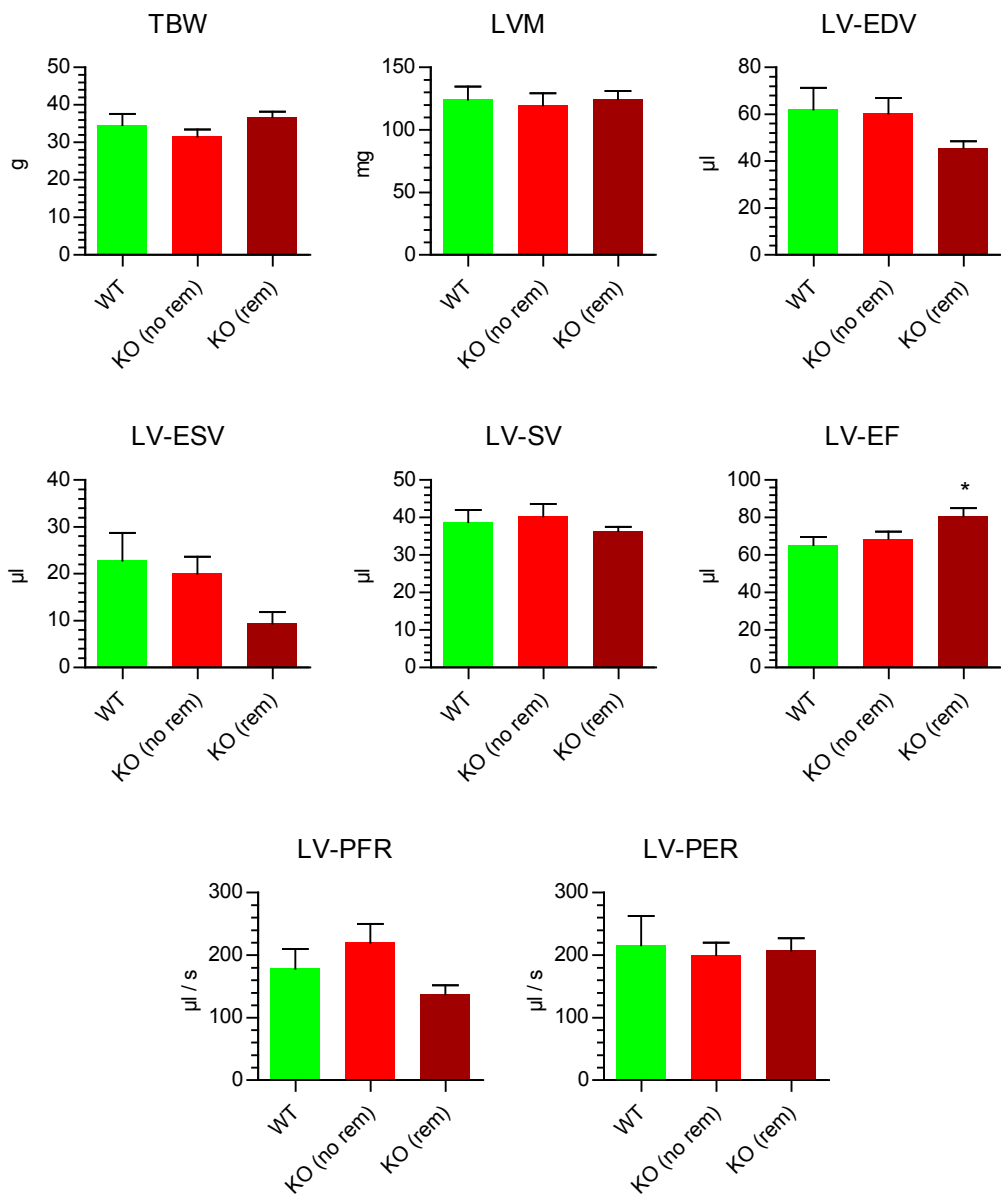 TBW
50
40
30
20
10
0
g
WT
KO (no rem)
KO (rem)
LVM
150
100
50
0
mg
WT
KO (no rem)
KO (rem)
LV-EDV
80
60
40
20
0
µl
WT
KO (no rem)
KO (rem)
LV-ESV
40
30
20
10
0
µl
WT
KO (no rem)
KO (rem)
LV-SV
50
40
30
20
10
0
µl
WT
KO (no rem)
KO (rem)
LV-EF
100
80
60
40
20
0
µl
*
WT
KO (no rem)
KO (rem)
LV-PFR
300
200
100
0
µl / s
WT
KO (no rem)
KO (rem)
LV-PER
300
200
100
0
µl / s
WT
KO (no rem)
KO (rem)